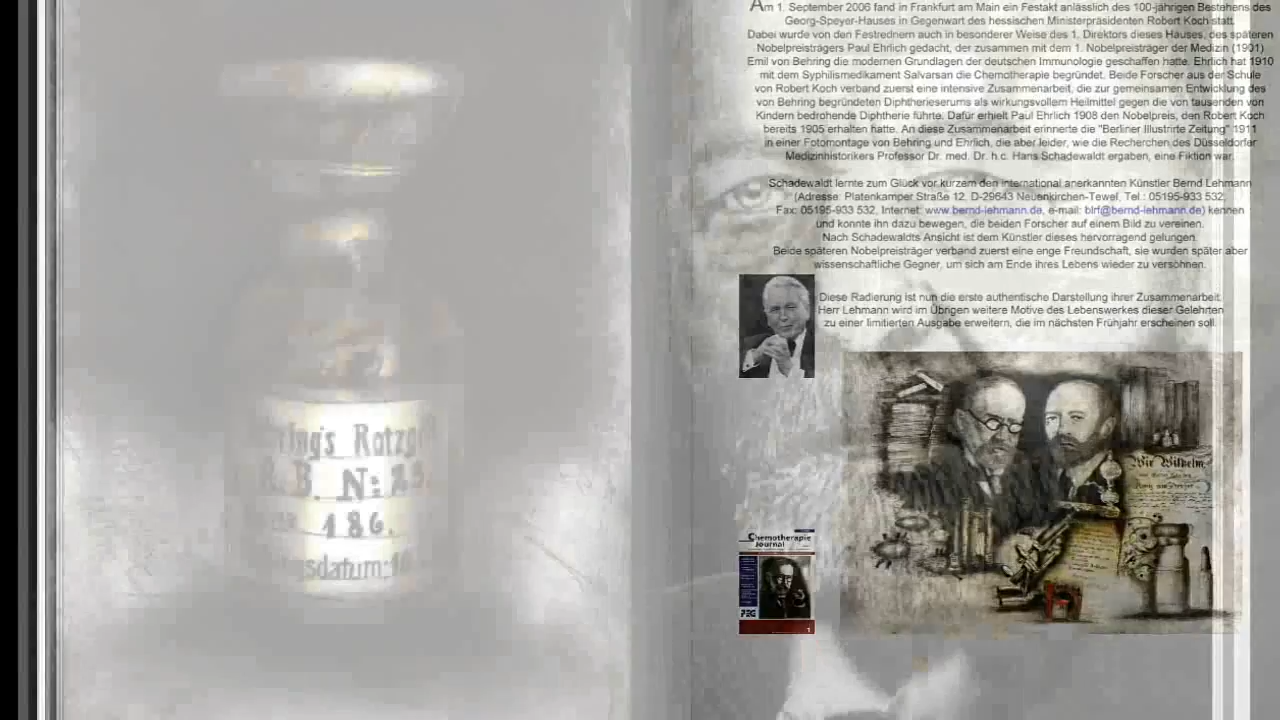 Am 1. September 2006 fand in Frankfurt am Main ein Festakt anlässlich des 100-jährigen Bestehens des
Georg-Speyer-Hauses in Gegenwart des hessischen Ministerpräsidenten Robert Koch statt.
Dabei wurde von den Festrednern auch in besonderer Weise des 1. Direktors dieses Hauses, des späteren
Nobelpreisträgers Paul Ehrlich gedacht, der zusammen mit dem 1. Nobelpreisträger der Medizin (1901)
Emil von Behring die modernen Grundlagen der deutschen Immunologie geschaffen hatte. Ehrlich hat 1910
mit dem Syphilismedikament Salvarsan die Chemotherapie begründet. Beide Forscher aus der Schule
von Robert Koch verband zuerst eine intensive Zusammenarbeit, die zur gemeinsamen Entwicklung des
von Behring begründeten Diphtherieserums als wirkungsvollem Heilmittel gegen die von tausenden von
Kindern bedrohende Diphtherie führte. Dafür erhielt Paul Ehrlich 1908 den Nobelpreis, den Robert Koch
bereits 1905 erhalten hatte. An diese Zusammenarbeit erinnerte die "Berliner Illustrirte Zeitung" 1911
in einer Fotomontage von Behring und Ehrlich, die aber leider, wie die Recherchen des Düsseldorfer
Medizinhistorikers Professor Dr. med. Dr. h.c. Hans Schadewaldt ergaben, eine Fiktion war.
Schadewaldt lernte zum Glück vor kurzem den international anerkannten Künstler Bernd Lehmann
(Adresse: Platenkamper Straße 12, D-29643 Neuenkirchen-Tewel, Tel.: 05195-933 532,
Fax: 05195-933 532, Internet: www.bernd-lehmann.de, e-mail: blrf@bernd-lehmann.de) kennen
und konnte ihn dazu bewegen, die beiden Forscher auf einem Bild zu vereinen.
Nach Schadewaldts Ansicht ist dem Künstler dieses hervorragend gelungen.
Beide späteren Nobelpreisträger verband zuerst eine enge Freundschaft, sie wurden später aber
wissenschaftliche Gegner, um sich am Ende ihres Lebens wieder zu versöhnen.
Diese Radierung ist nun die erste authentische Darstellung ihrer Zusammenarbeit.
Herr Lehmann wird im Übrigen weitere Motive des Lebenswerkes dieser Gelehrten
zu einer limitierten Ausgabe erweitern, die im nächsten Frühjahr erscheinen soll.
Wir Wilhelm
Chemotherapie
Journal
PEG
1
N:
186.